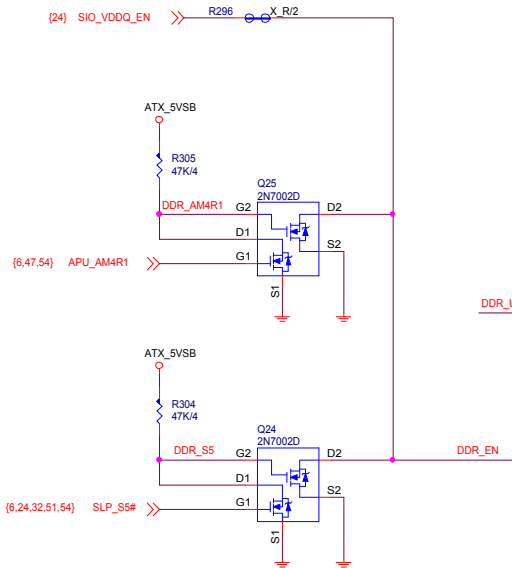 {24} SIO_VDDQ_EN R296 X_R/2
ATX_5VSB
R305
47K/4
Q25
2N7002D
DDR_AM4R1 G2 D2
D1 S2
{6,47,54} APU_AM4R1 G1
S1
DDR_U
ATX_5VSB
R304
47K/4
Q24
2N7002D
DDR_S5 G2 D2 DDR_EN
D1 S2
{6,24,32,51,54} SLP_S5# G1
S1